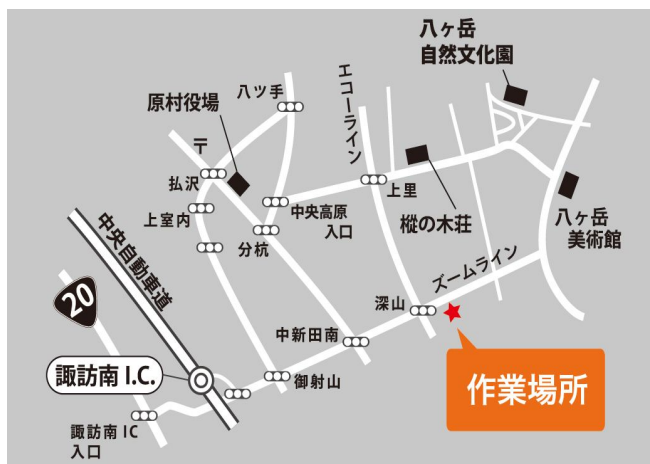 八ヶ岳
自然文化園
エコーライン
八ツ手
原村役場
〒
払沢
上室内
中央高原
入口
上里
分杭
樅の木荘
八ヶ岳
美術館
中央自動車道
ズームライン
20
深山
中新田南
作業場所
諏訪南 I.C.
御射山
諏訪南 IC
入口